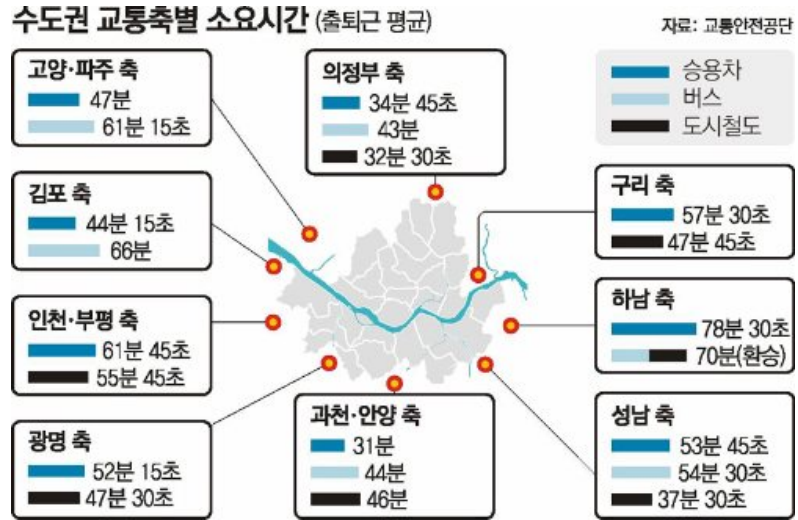 수도권 교통축별 소요시간 (출퇴근 평균)
자료: 교통안전공단
승용차
버스
도시철도
고양·파주 축
47분
61분 15초
의정부 축
34분 45초
43분
32분 30초
김포 축
44분 15초
66분
구리 축
57분 30초
47분 45초
인천·부평 축
61분 45초
55분 45초
하남 축
78분 30초
70분(환승)
광명 축
52분 15초
47분 30초
과천·안양 축
31분
44분
46분
성남 축
53분 45초
54분 30초
37분 30초